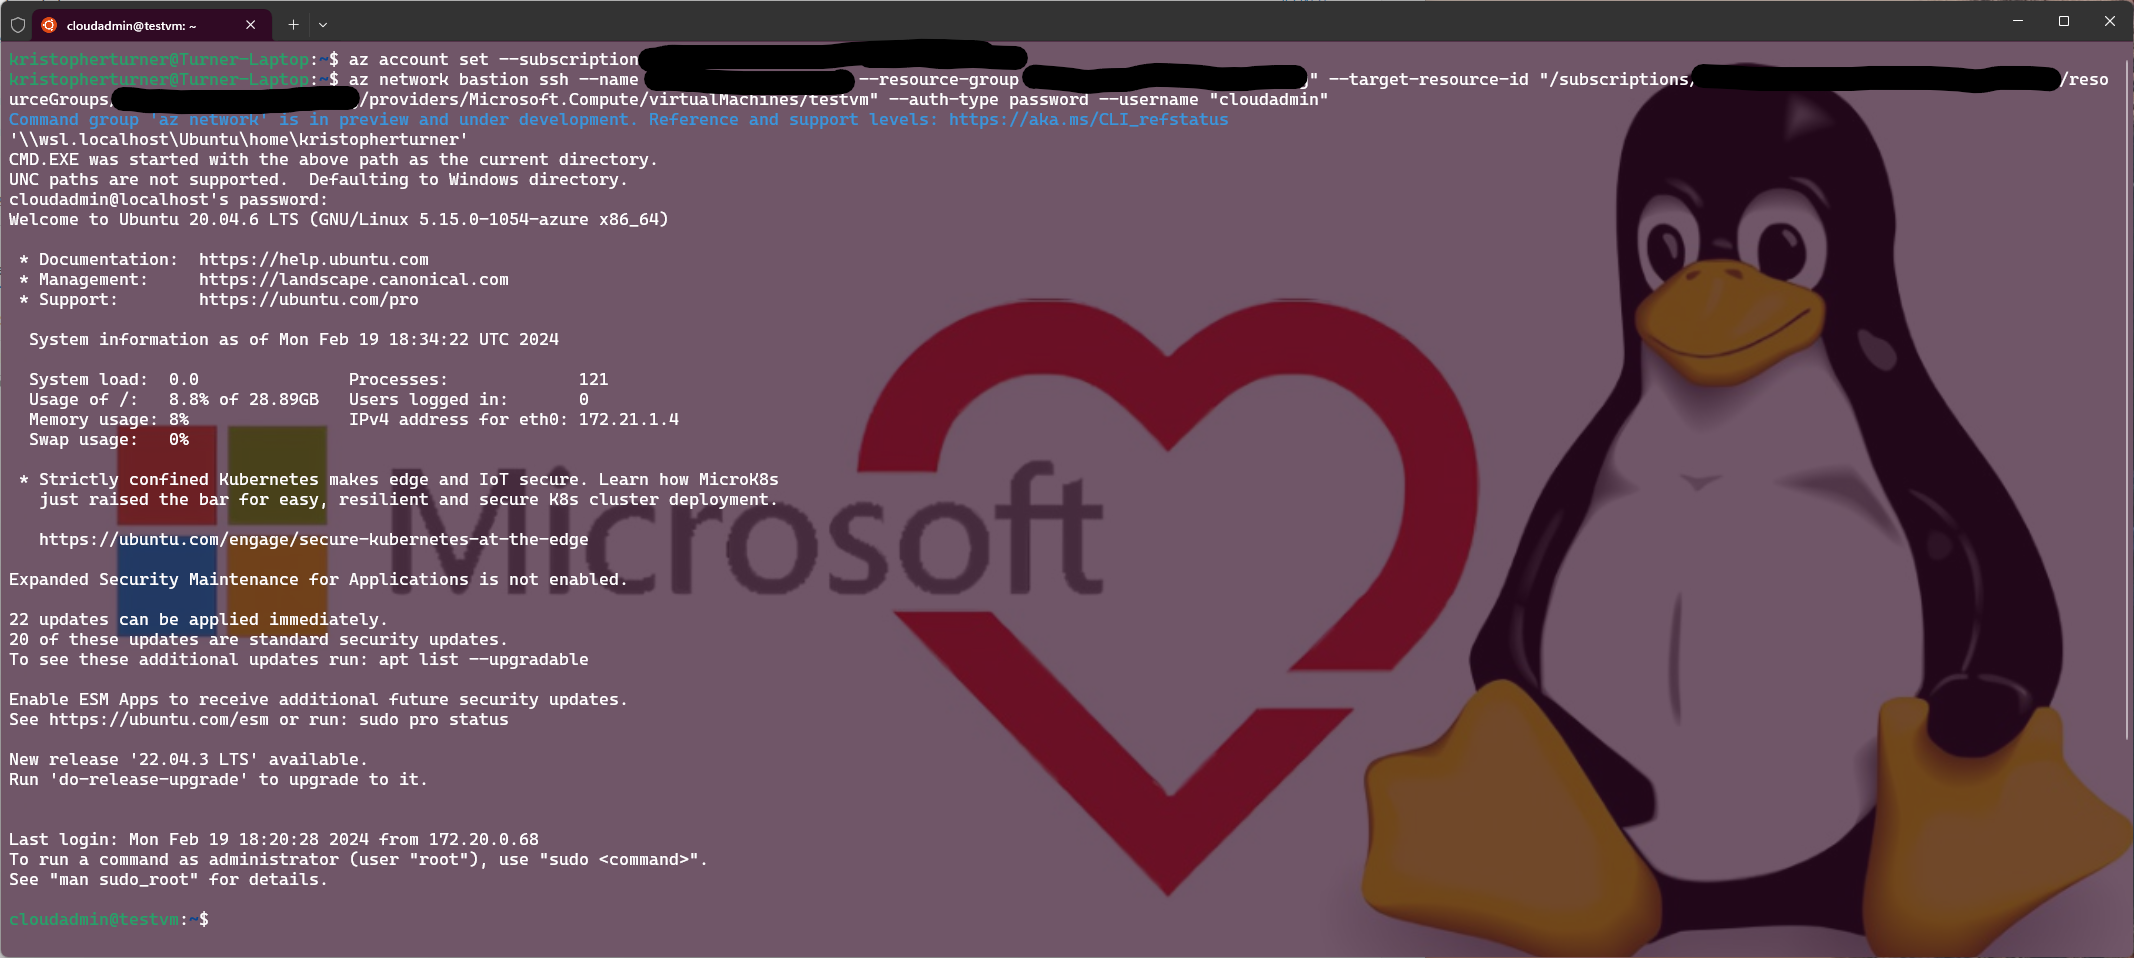 cloudadmin@testvm: ~
kristopherturner@Turner-Laptop:~$ az account set --subscription
kristopherturner@Turner-Laptop:~$ az network bastion ssh --name --resource-group " --target-resource-id "/subscriptions/ /reso
urceGroups/ /providers/Microsoft.Compute/virtualMachines/testvm" --auth-type password --username "cloudadmin"
Command group 'az network' is in preview and under development. Reference and support levels: https://aka.ms/CLI_refstatus
'\\wsl.localhost\Ubuntu\home\kristopherturner'
CMD.EXE was started with the above path as the current directory.
UNC paths are not supported.  Defaulting to Windows directory.
cloudadmin@localhost's password:
Welcome to Ubuntu 20.04.6 LTS (GNU/Linux 5.15.0-1054-azure x86_64)
* Documentation:  https://help.ubuntu.com
* Management:     https://landscape.canonical.com
* Support:        https://ubuntu.com/pro
System information as of Mon Feb 19 18:34:22 UTC 2024
System load:  0.0               Processes:             121
Usage of /:   8.8% of 28.89GB   Users logged in:       0
Memory usage: 8%                IPv4 address for eth0: 172.21.1.4
Swap usage:   0%
* Strictly confined Kubernetes makes edge and IoT secure. Learn how MicroK8s
just raised the bar for easy, resilient and secure K8s cluster deployment.
https://ubuntu.com/engage/secure-kubernetes-at-the-edge
Microsoft
Expanded Security Maintenance for Applications is not enabled.
22 updates can be applied immediately.
20 of these updates are standard security updates.
To see these additional updates run: apt list --upgradable
Enable ESM Apps to receive additional future security updates.
See https://ubuntu.com/esm or run: sudo pro status
New release '22.04.3 LTS' available.
Run 'do-release-upgrade' to upgrade to it.
Last login: Mon Feb 19 18:20:28 2024 from 172.20.0.68
To run a command as administrator (user "root"), use "sudo <command>".
See "man sudo_root" for details.
cloudadmin@testvm:~$